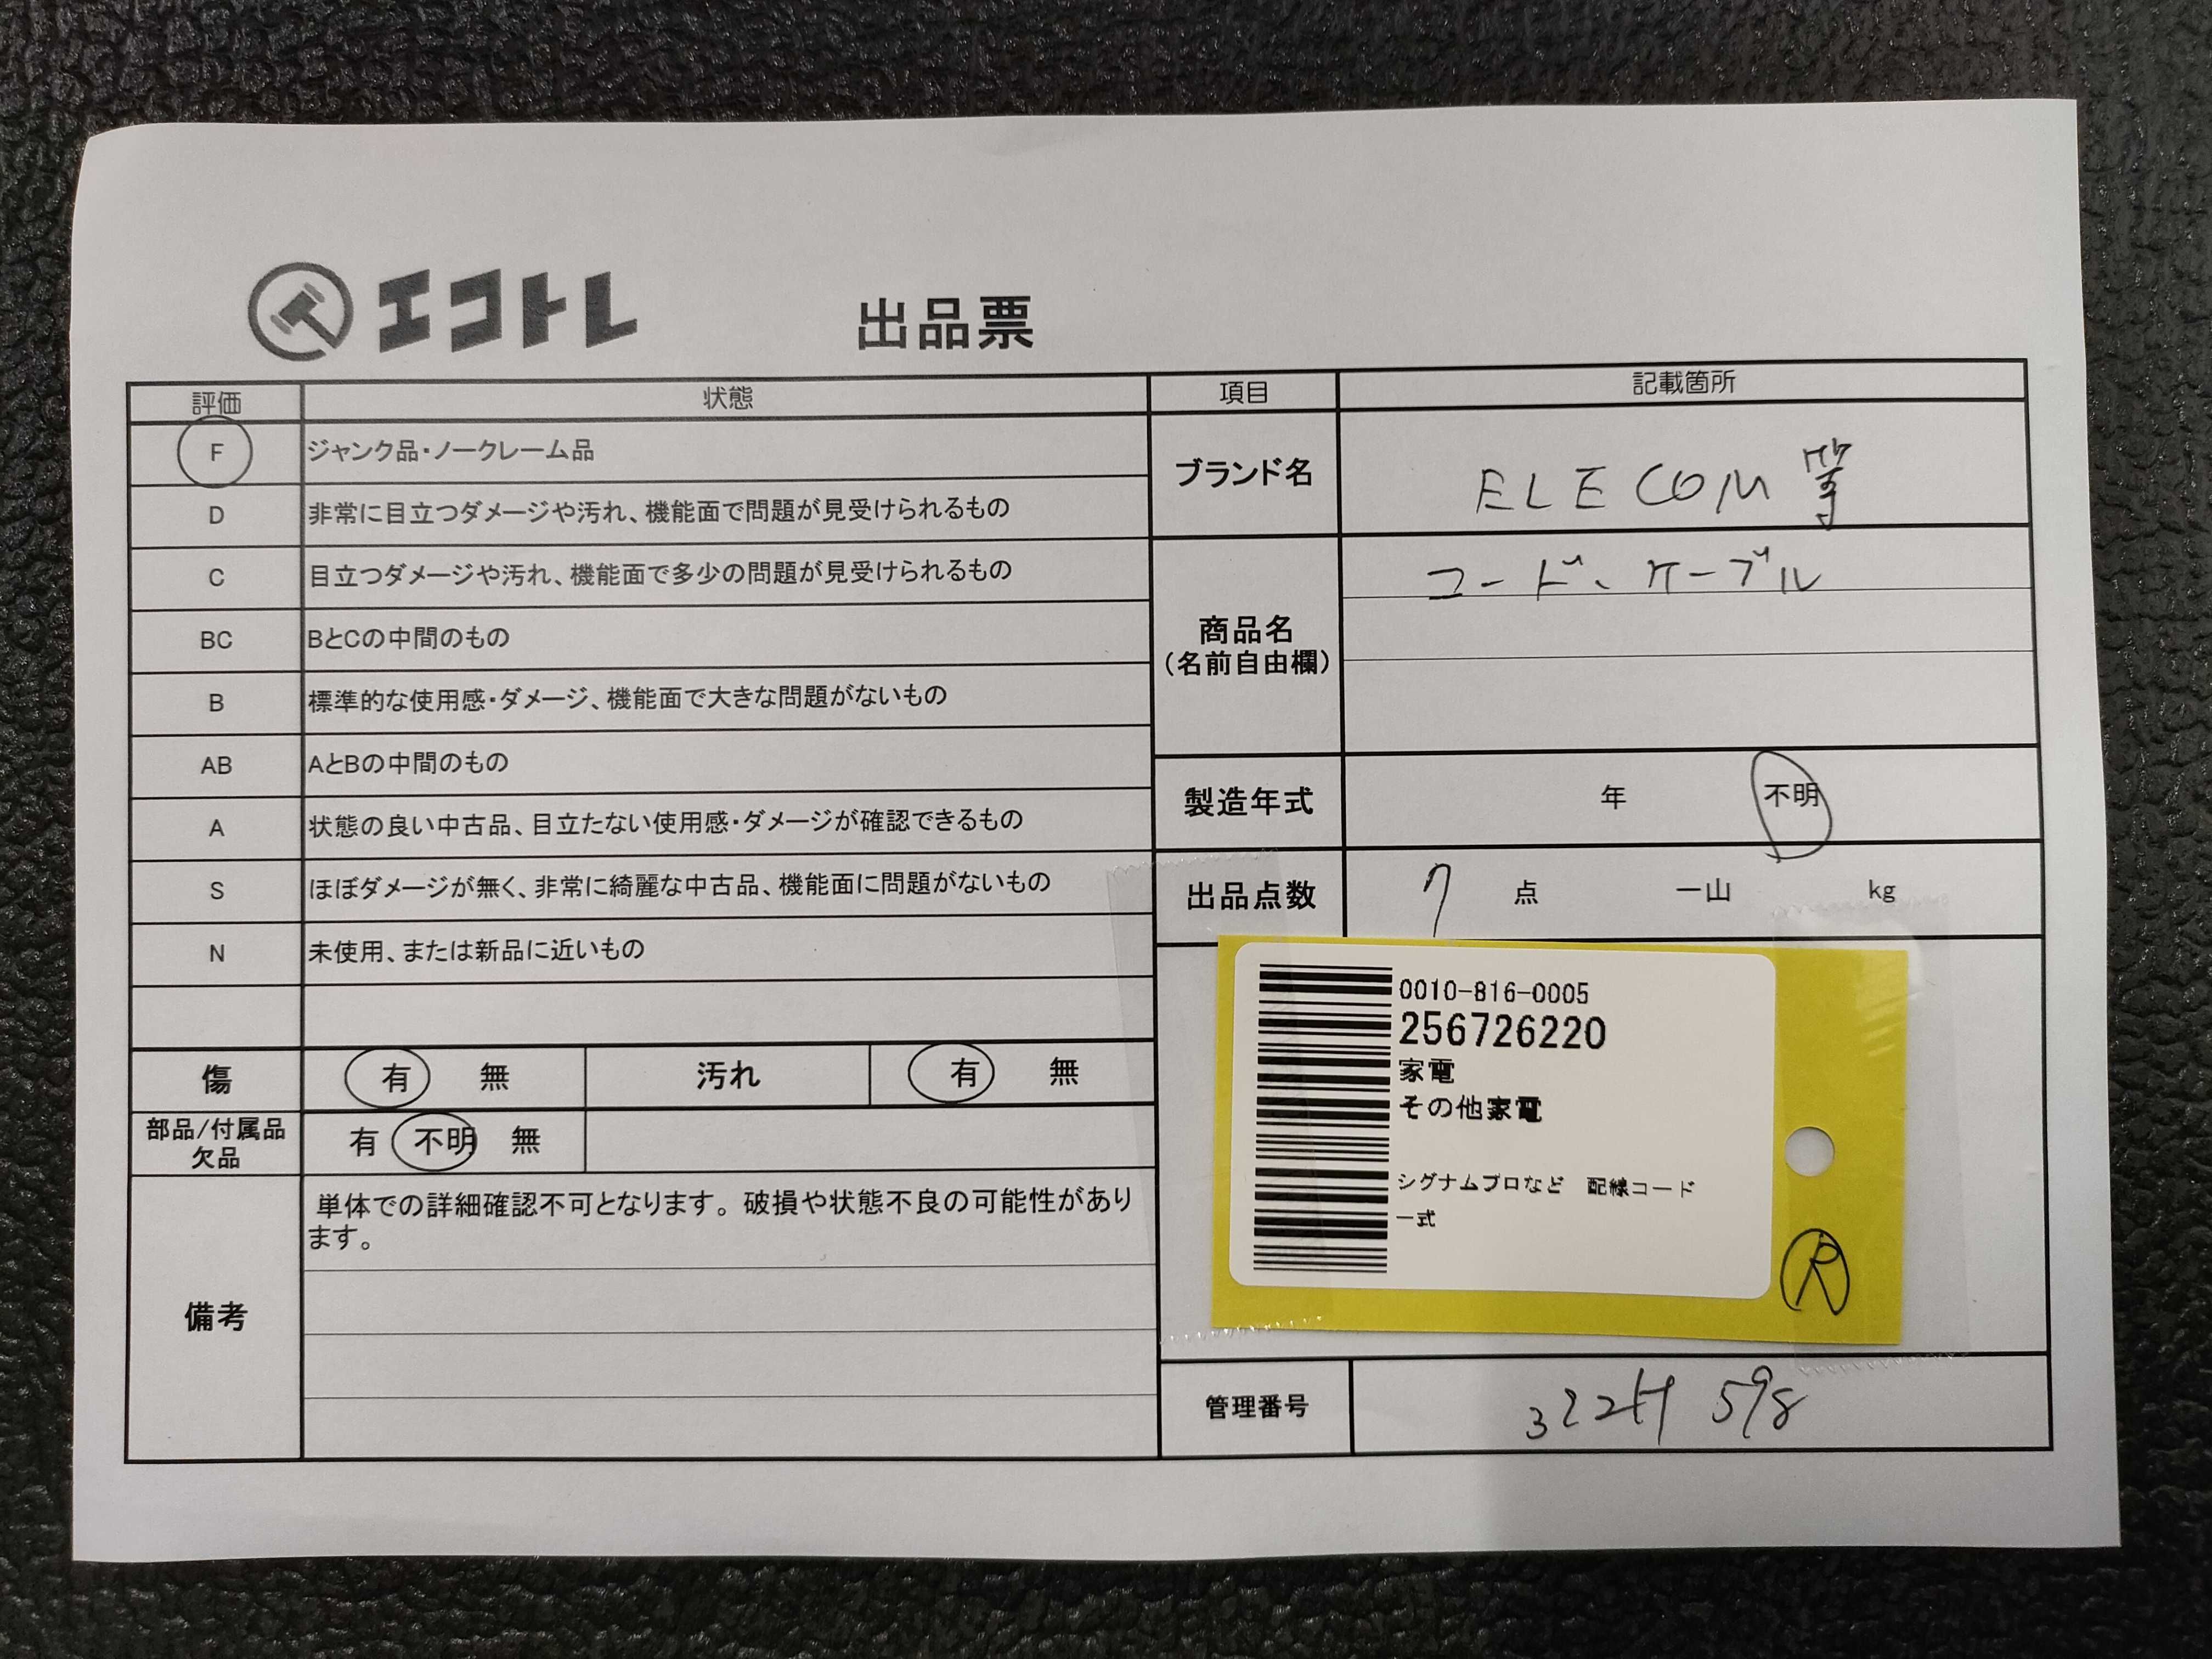 エコトレ 出品票
評価 状態
F ジャンク品・ノークレーム品
D 非常に目立つダメージや汚れ、機能面で問題が見受けられるもの
C 目立つダメージや汚れ、機能面で多少の問題が見受けられるもの
BC BとCの中間のもの
B 標準的な使用感・ダメージ、機能面で大きな問題がないもの
AB AとBの中間のもの
A 状態の良い中古品、目立たない使用感・ダメージが確認できるもの
S ほぼダメージが無く、非常に綺麗な中古品、機能面に問題がないもの
N 未使用、または新品に近いもの
傷 有 無 汚れ 有 無
部品/付属品
欠品
有 不明 無
備考
単体での詳細確認不可となります。破損や状態不良の可能性があり
ます。
項目 記載箇所
ブランド名 ELECOM等
商品名
(名前自由欄)
コード、ケーブル
製造年式 年 不明
出品点数 7 点 一山 kg
0010-816-0005
256726220
家電
その他家電
シグナムプロなど 配線コード
一式
R
管理番号 322H 598